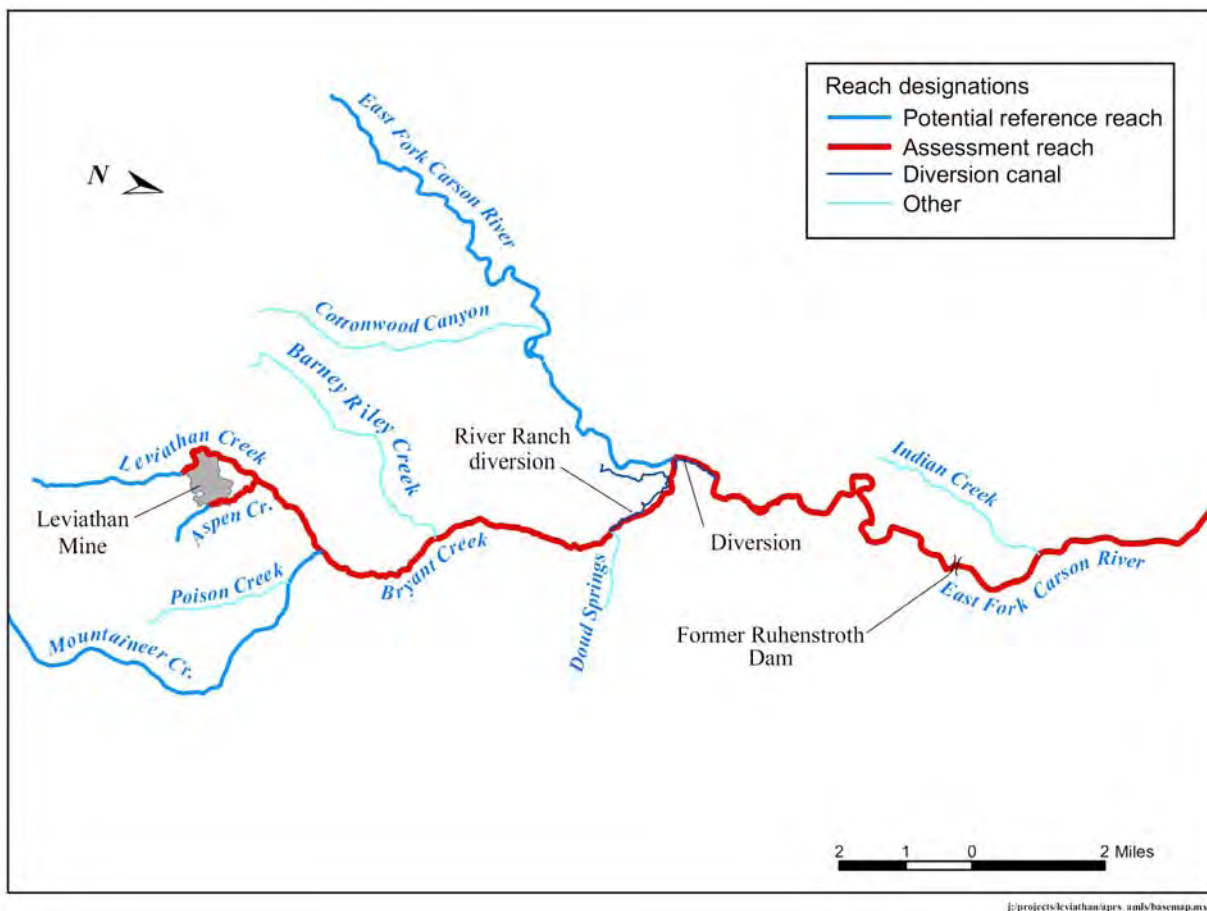 Reach designations
Potential reference reach
Assessment reach
Diversion canal
Other
N
East Fork Carson River
Cottonwood Canyon
Barney Riley Creek
River Ranch
diversion
Leviathan Creek
Leviathan
Mine
Aspen Cr.
Indian Creek
Diversion
Bryant Creek
Poison Creek
Doud Springs
East Fork Carson River
Former Ruhenstroth
Dam
Mountaineer Cr.
2 1 0 2 Miles